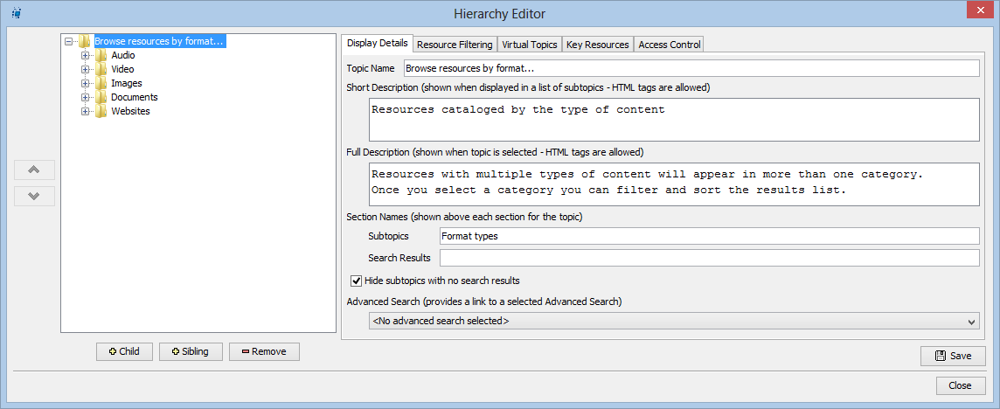 Hierarchy Editor
Browse resources by format...
Audio
Video
Images
Documents
Websites
Child
Sibling
Remove
Display Details
Resource Filtering
Virtual Topics
Key Resources
Access Control
Topic Name
Browse resources by format...
Short Description (shown when displayed in a list of subtopics - HTML tags are allowed)
Resources cataloged by the type of content
Full Description (shown when topic is selected - HTML tags are allowed)
Resources with multiple types of content will appear in more than one category.
Once you select a category you can filter and sort the results list.
Section Names (shown above each section for the topic)
Subtopics
Format types
Search Results
Hide subtopics with no search results
Advanced Search (provides a link to a selected Advanced Search)
<No advanced search selected>
Save
Close